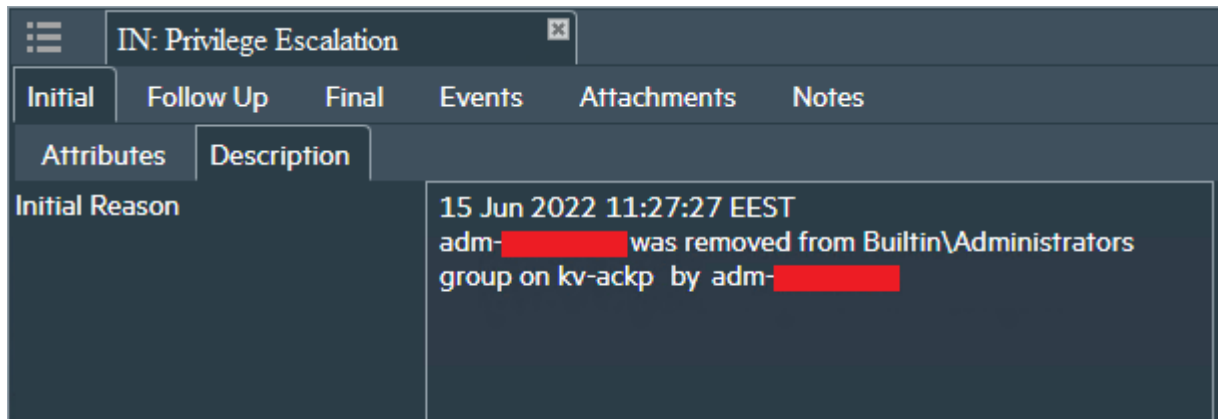 IN: Privilege Escalation
Initial Follow Up Final Events Attachments Notes
Attributes Description
Initial Reason
15 Jun 2022 11:27:27 EEST
adm- was removed from Builtin\Administrators
group on kv-ackp by adm-